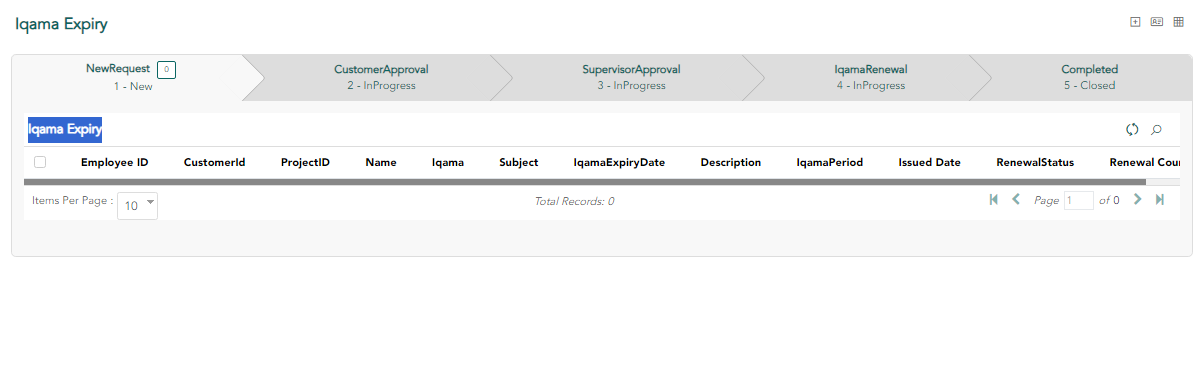 Iqama Expiry
NewRequest 0
1 - New
CustomerApproval
2 - InProgress
SupervisorApproval
3 - InProgress
IqamaRenewal
4 - InProgress
Completed
5 - Closed
Iqama Expiry
Employee ID CustomerId ProjectID Name Iqama Subject IqamaExpiryDate Description IqamaPeriod Issued Date RenewalStatus Renewal Cour
Items Per Page : 10 Total Records: 0 Page 1 of 0